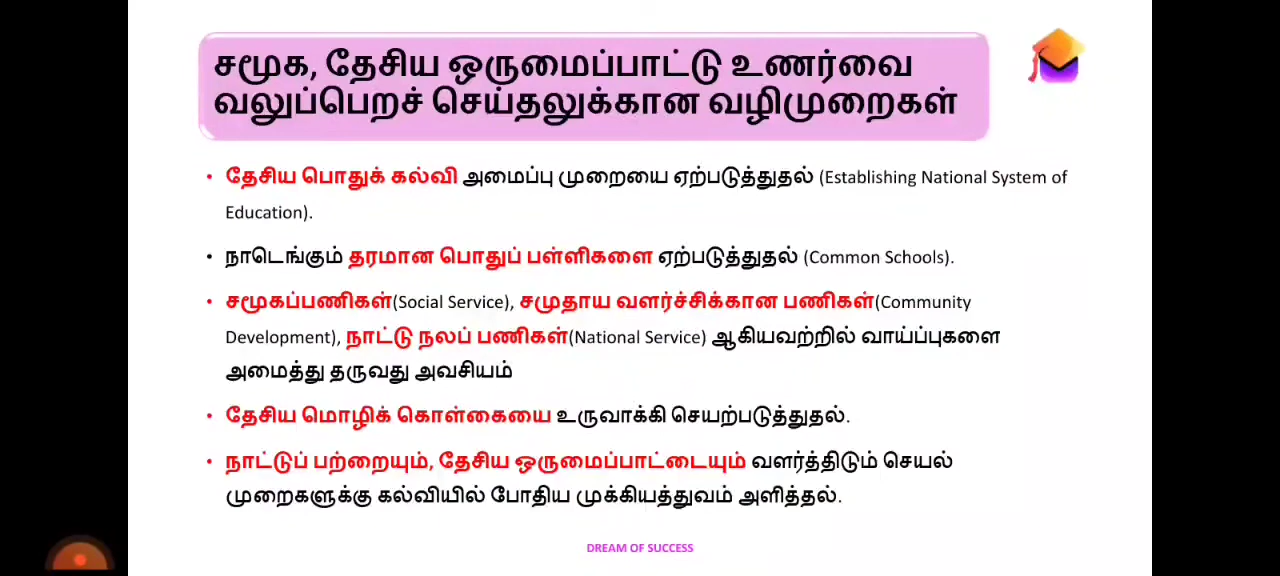 சமூக, தேசிய ஒருமைப்பாட்டு உணர்வை
வலுப்பெறச் செய்தலுக்கான வழிமுறைகள்
• தேசிய பொதுக் கல்வி அமைப்பு முறையை ஏற்படுத்துதல் (Establishing National System of
Education).
• நாடெங்கும் தரமான பொதுப் பள்ளிகளை ஏற்படுத்துதல் (Common Schools).
• சமூகப்பணிகள்(Social Service), சமுதாய வளர்ச்சிக்கான பணிகள்(Community
Development), நாட்டு நலப் பணிகள்(National Service) ஆகியவற்றில் வாய்ப்புகளை
அமைத்து தருவது அவசியம்
• தேசிய மொழிக் கொள்கையை உருவாக்கி செயற்படுத்துதல்.
• நாட்டுப் பற்றையும், தேசிய ஒருமைப்பாட்டையும் வளர்த்திடும் செயல்
முறைகளுக்கு கல்வியில் போதிய முக்கியத்துவம் அளித்தல்.
DREAM OF SUCCESS